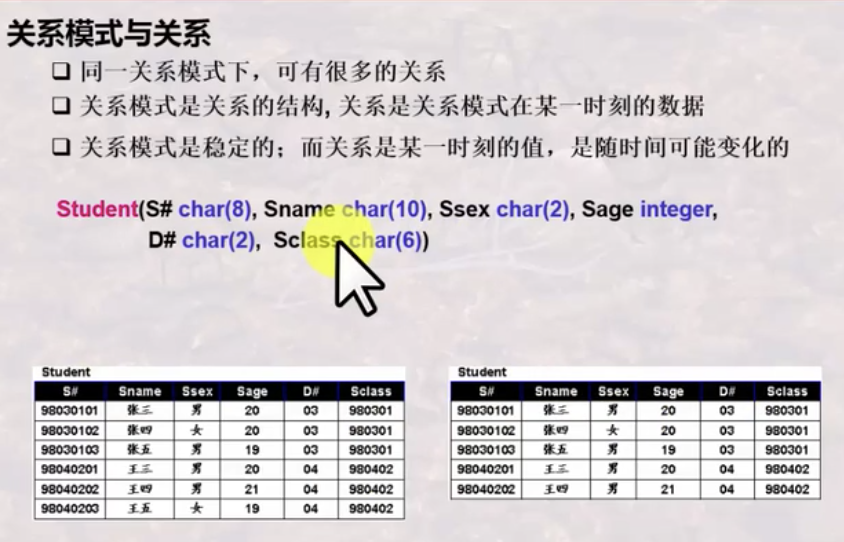 关系模式与关系
❑ 同一关系模式下，可有很多的关系
❑ 关系模式是关系的结构, 关系是关系模式在某一时刻的数据
❑ 关系模式是稳定的；而关系是某一时刻的值，是随时间可能变化的
Student(S# char(8), Sname char(10), Ssex char(2), Sage integer,
D# char(2), Sclass char(6))
Student
S# Sname Ssex Sage D# Sclass
98030101 张三 男 20 03 980301
98030102 张四 女 20 03 980301
98030103 张五 男 19 03 980301
98040201 王三 男 20 04 980402
98040202 王四 男 21 04 980402
98040203 王五 女 19 04 980402
Student
S# Sname Ssex Sage D# Sclass
98030101 张三 男 20 03 980301
98030102 张四 女 20 03 980301
98030103 张五 男 19 03 980301
98040201 王三 男 20 04 980402
98040202 王四 男 21 04 980402